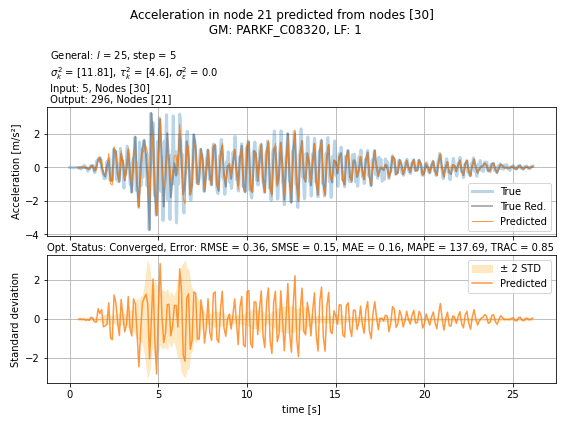 Acceleration in node 21 predicted from nodes [30]
GM: PARKF_C08320, LF: 1
General: l = 25, step = 5
σ²ₖ = [11.81], τ²ₖ = [4.6], σ²ε = 0.0
Input: 5, Nodes [30]
Output: 296, Nodes [21]
Acceleration [m/s²]
2
0
−2
−4
True
True Red.
Predicted
Opt. Status: Converged, Error: RMSE = 0.36, SMSE = 0.15, MAE = 0.16, MAPE = 137.69, TRAC = 0.85
Standard deviation
2
0
−2
± 2 STD
Predicted
0
5
10
15
20
25
time [s]